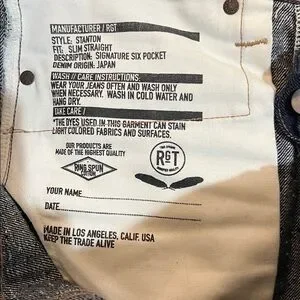 MANUFACTURER / RGT
STYLE: STANTON
FIT: SLIM STRAIGHT
DESCRIPTION: SIGNATURE SIX POCKET
DENIM ORIGIN: JAPAN
WASH // CARE INSTRUCTIONS:
WEAR YOUR JEANS OFTEN AND WASH ONLY
WHEN NECESSARY. WASH IN COLD WATER AND
HANG DRY.
TAKE CARE /
*THE DYES USED IN THIS GARMENT CAN STAIN
LIGHT COLORED FABRICS AND SURFACES.
OUR PRODUCTS ARE
MADE OF THE HIGHEST QUALITY
RING SPUN
RGT
YOUR NAME
DATE
MADE IN LOS ANGELES, CALIF. USA
KEEP THE TRADE ALIVE